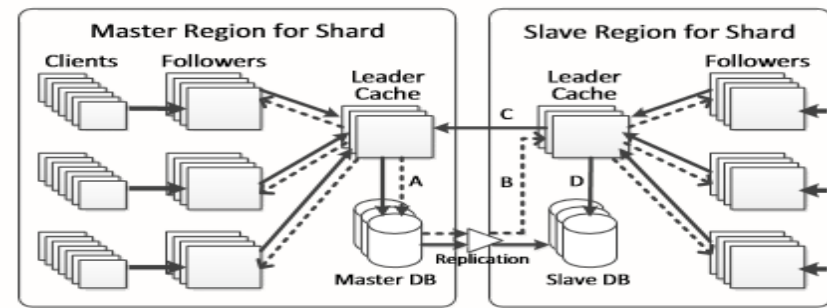 Master Region for Shard
Slave Region for Shard
Clients
Followers
Leader
Cache
Leader
Cache
Followers
C
A
B
D
Replication
Master DB
Slave DB